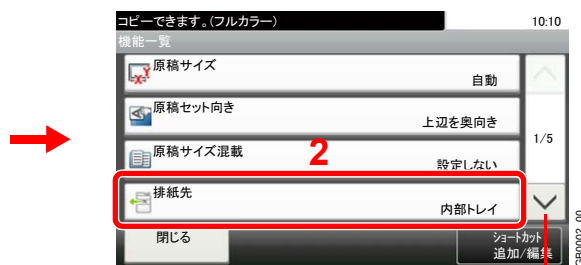 コピーできます。(フルカラー)
10:10
機能一覧
原稿サイズ
自動
原稿セット向き
上辺を奥向き
1/5
原稿サイズ混載
2
設定しない
排紙先
内部トレイ
閉じる
ショートカット
追加/編集